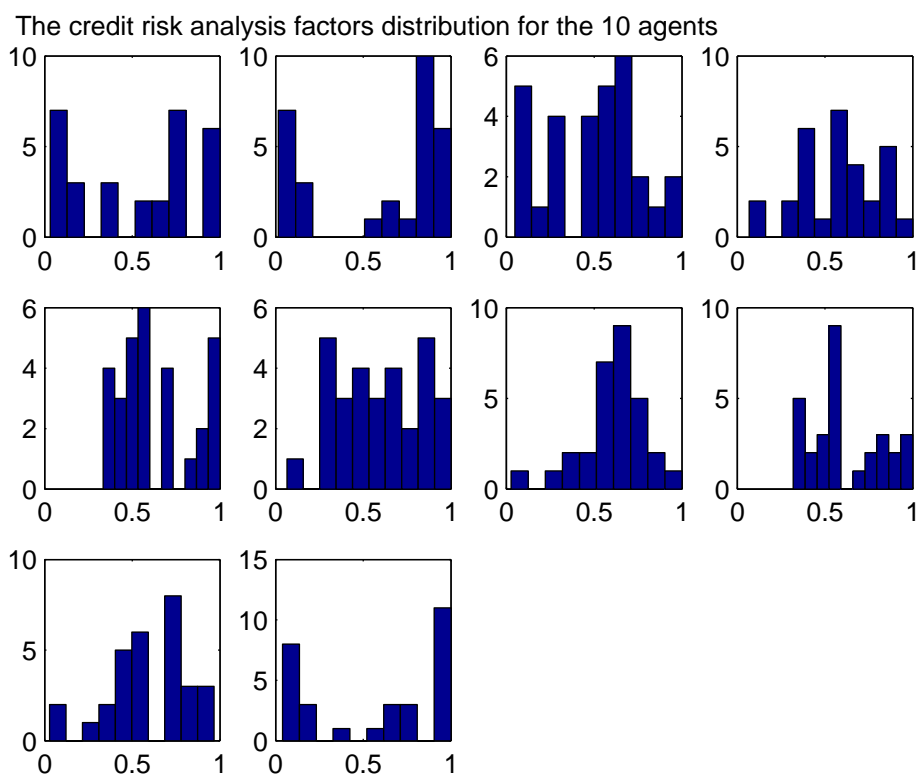 The credit risk analysis factors distribution for the 10 agents
10 10 6 10
5 5 4 5
2
0 0 0 0
0 0.5 1 0 0.5 1 0 0.5 1 0 0.5 1
6 6 10 10
4 4 5 5
2 2
0 0 0 0
0 0.5 1 0 0.5 1 0 0.5 1 0 0.5 1
10 15
5 10
5
0 0
0 0.5 1 0 0.5 1